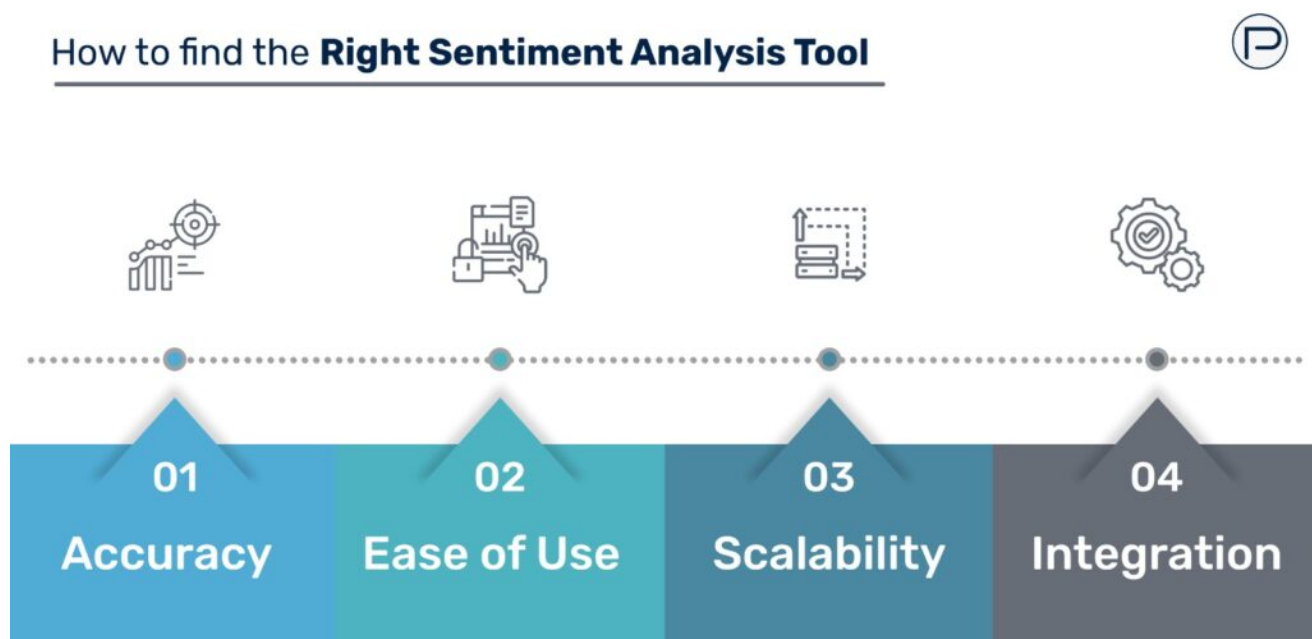 How to find the Right Sentiment Analysis Tool
P
01
Accuracy
02
Ease of Use
03
Scalability
04
Integration